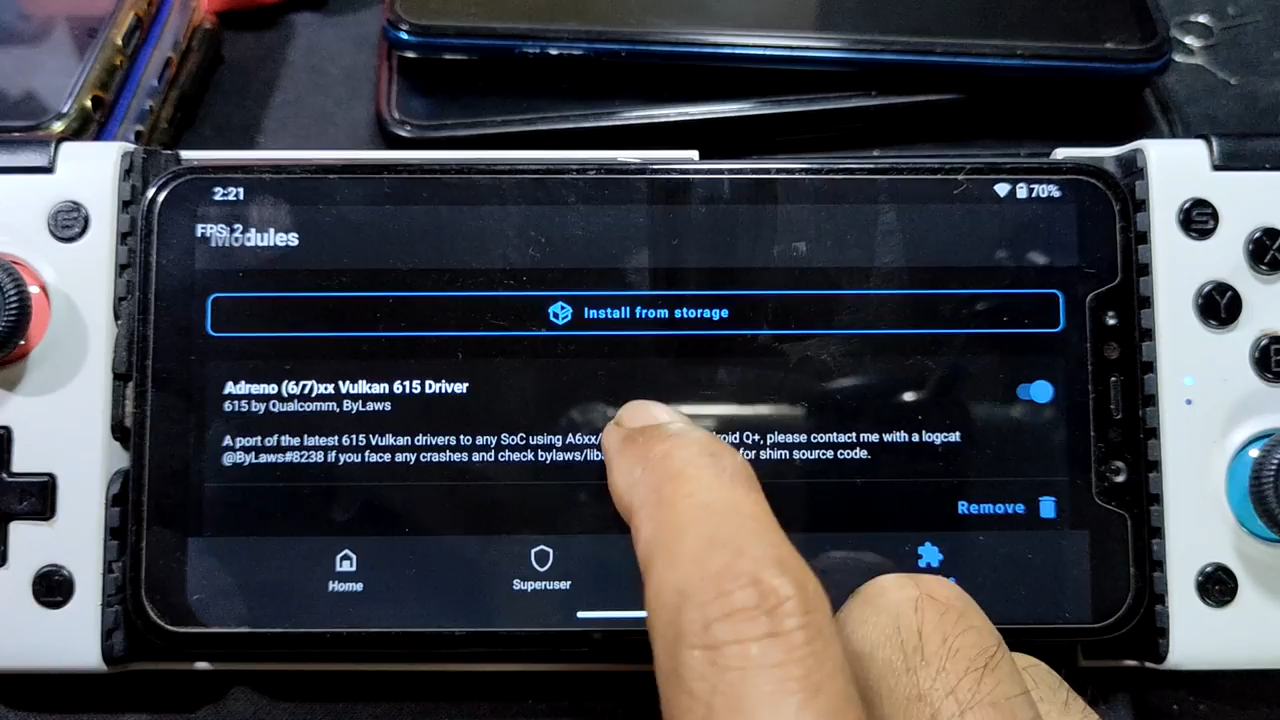 2:21
70%
FPS: 2
Modules
Install from storage
Adreno (6/7)xx Vulkan 615 Driver
615 by Qualcomm, ByLaws
A port of the latest 615 Vulkan drivers to any SoC using A6xx/ Q+, please contact me with a logcat
@ByLaws#8238 if you face any crashes and check bylaws/ for shim source code.
Remove
Home
Superuser
S
X
Y